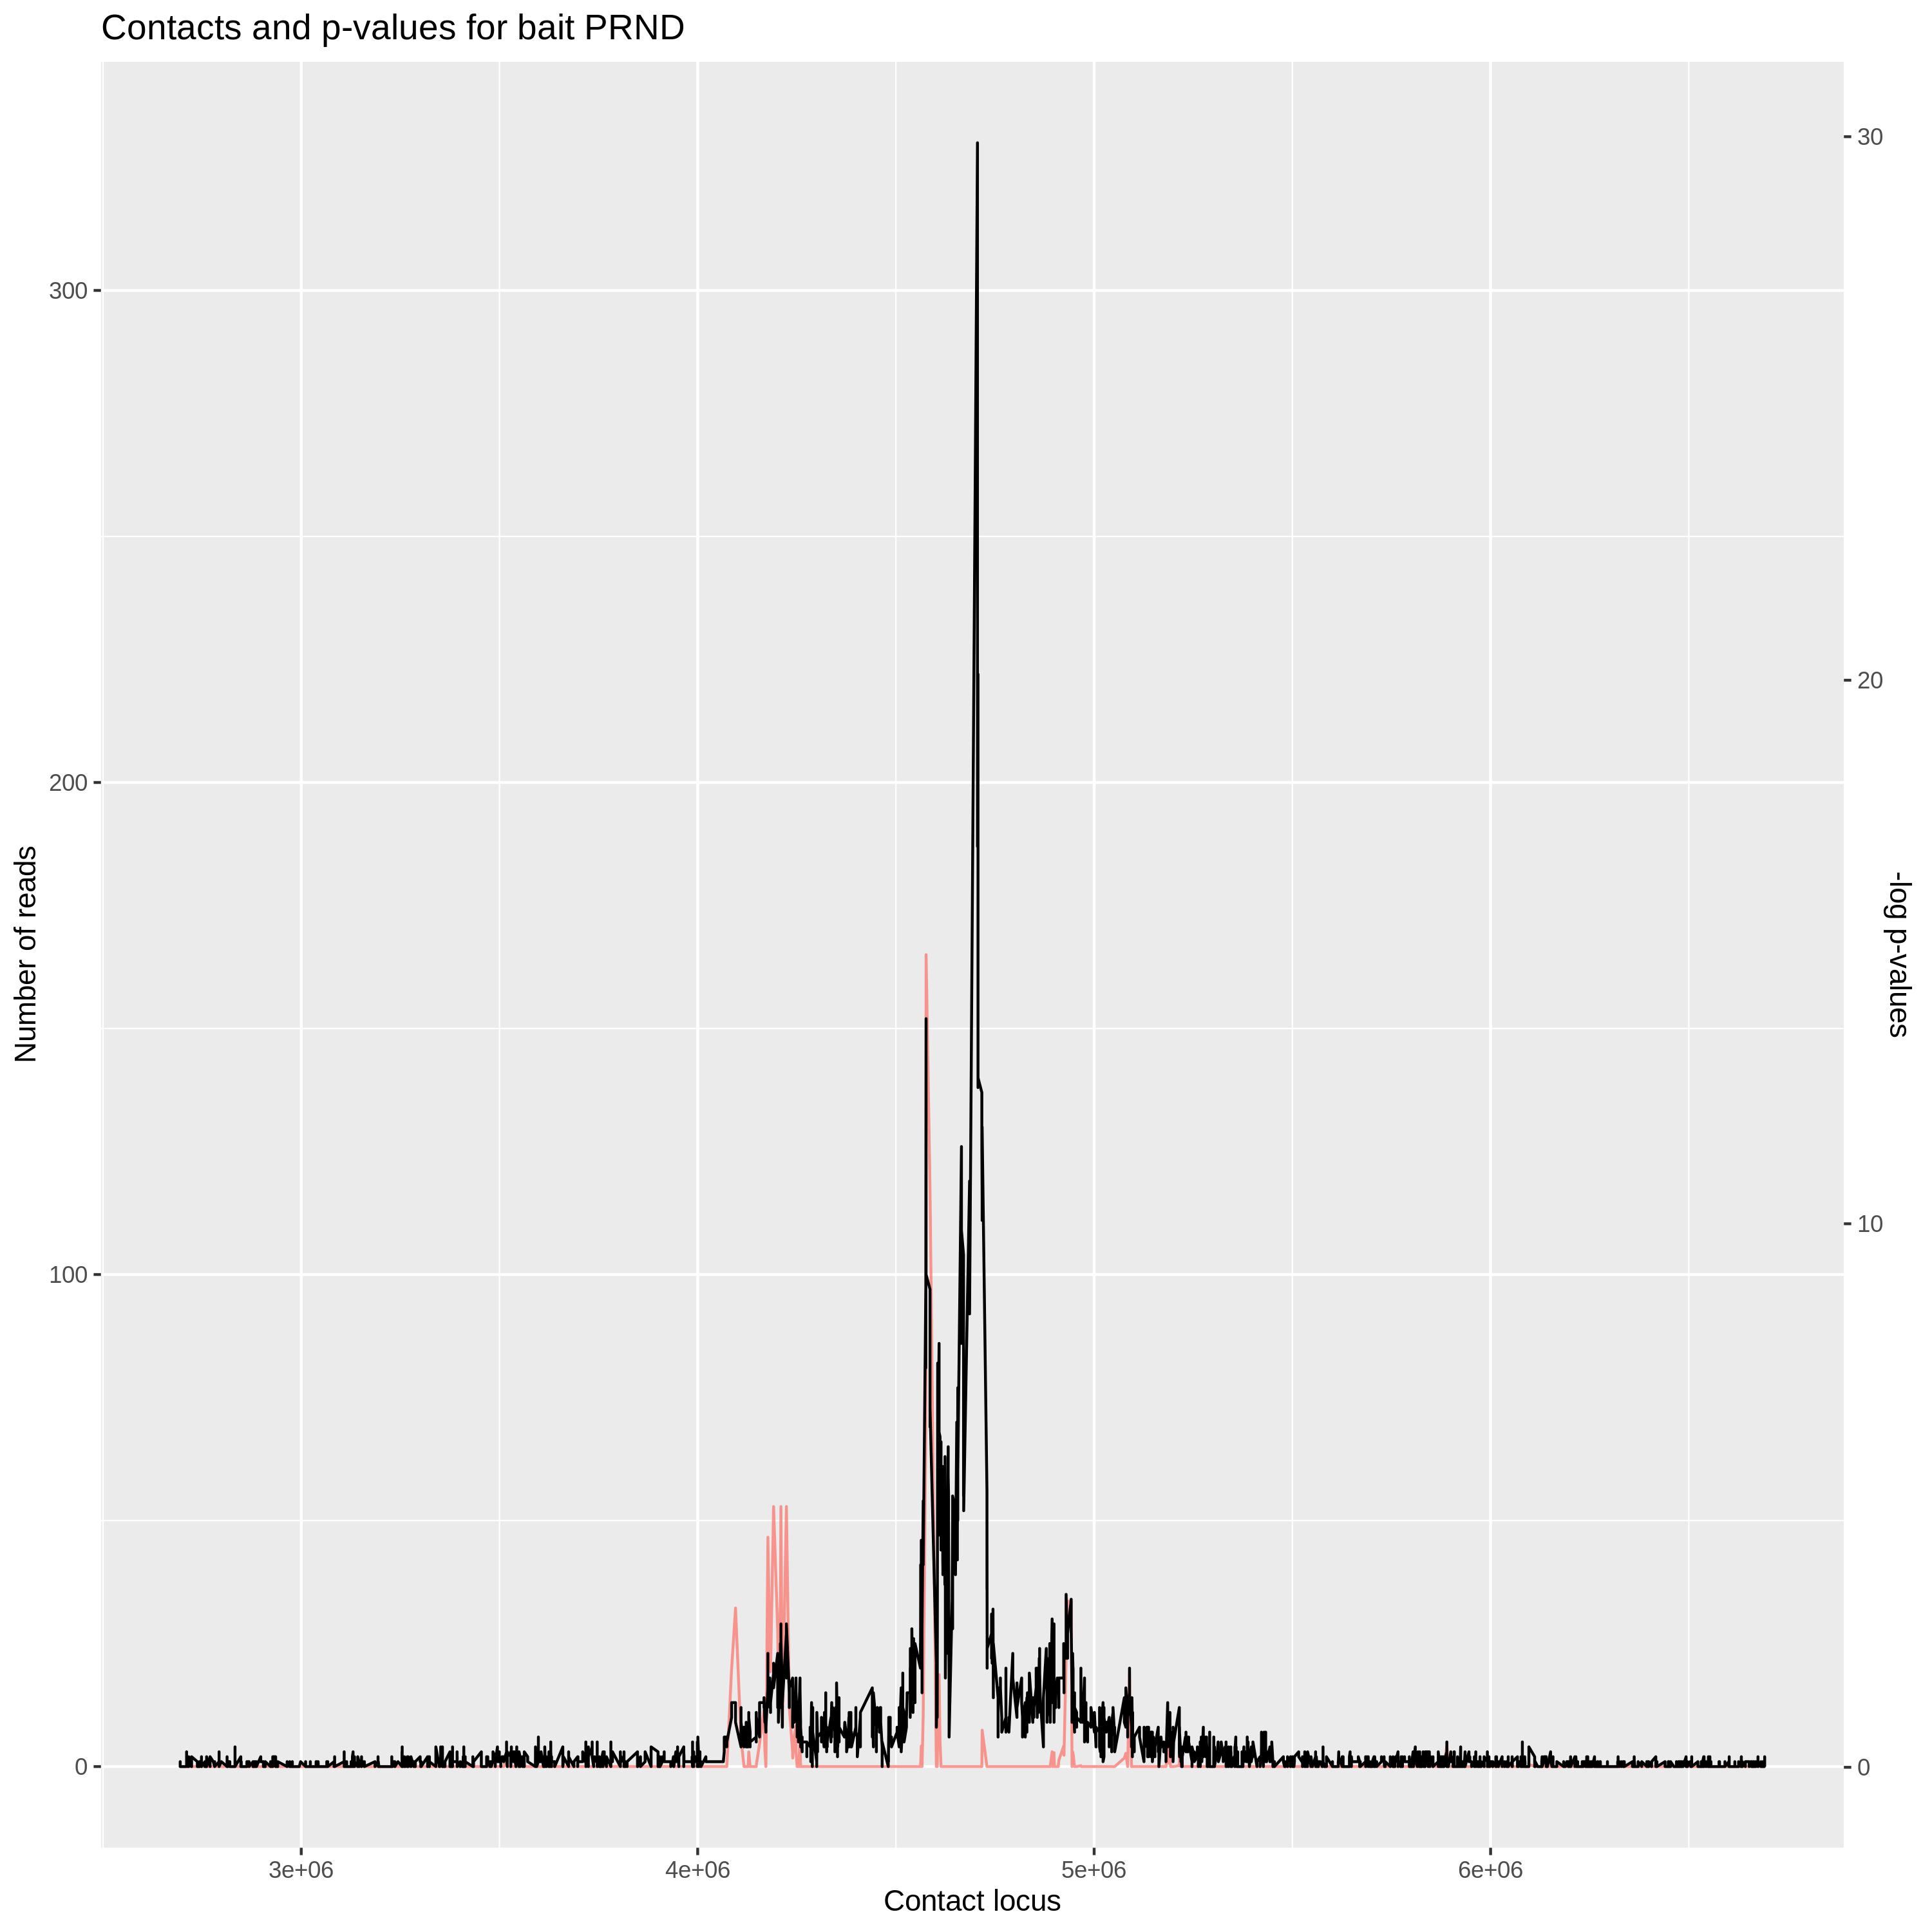 Contacts and p-values for bait PRND
Number of reads
300
200
100
0
30
20
10
0
-log p-values
3e+06 4e+06 5e+06 6e+06
Contact locus